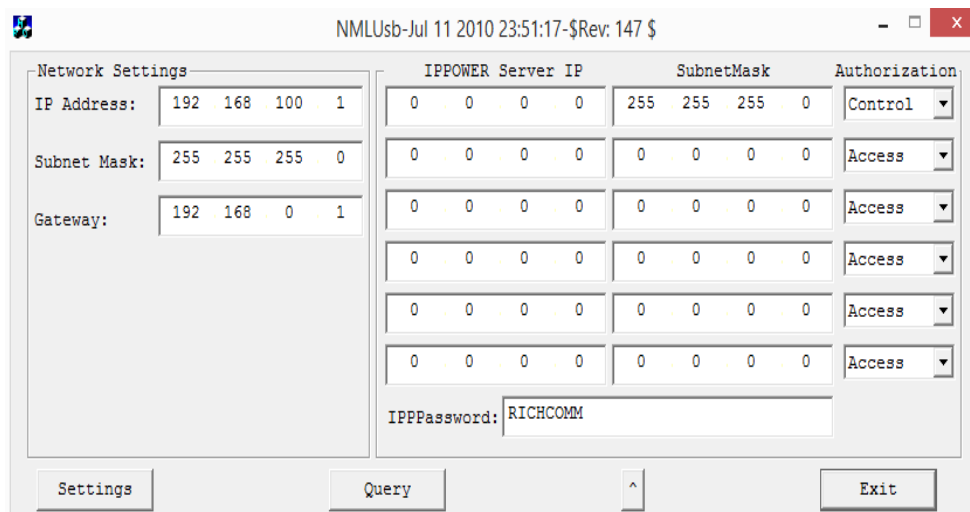 NMLUsb-Jul 11 2010 23:51:17-$Rev: 147 $
Network Settings
IP Address: 192 168 100 1
Subnet Mask: 255 255 255 0
Gateway: 192 168 0 1
IPPOWER Server IP SubnetMask Authorization
0 0 0 0 255 255 255 0 Control
0 0 0 0 0 0 0 0 Access
0 0 0 0 0 0 0 0 Access
0 0 0 0 0 0 0 0 Access
0 0 0 0 0 0 0 0 Access
0 0 0 0 0 0 0 0 Access
IPPPassword: RICHCOMM
Settings Query ^ Exit